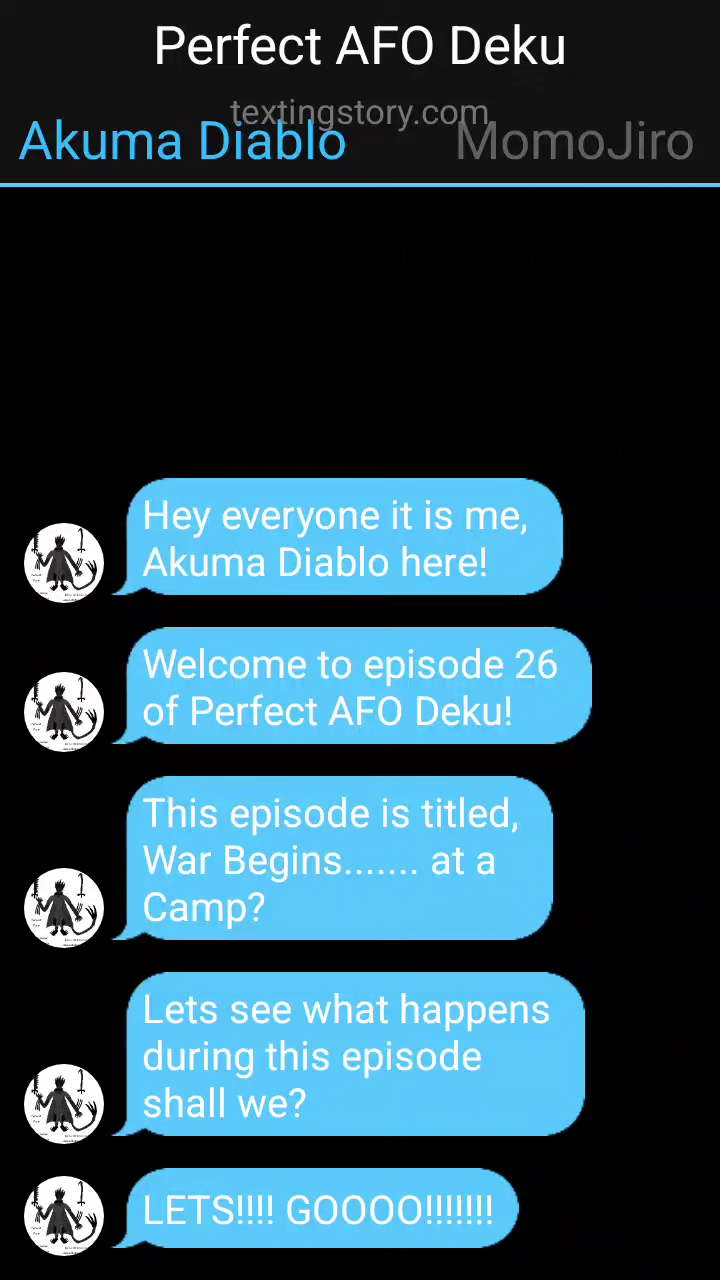 Perfect AFO Deku
textingstory.com
Akuma Diablo MomoJiro
Hey everyone it is me,
Akuma Diablo here!
Welcome to episode 26
of Perfect AFO Deku!
This episode is titled,
War Begins....... at a
Camp?
Lets see what happens
during this episode
shall we?
LETS!!!! GOOOO!!!!!!!